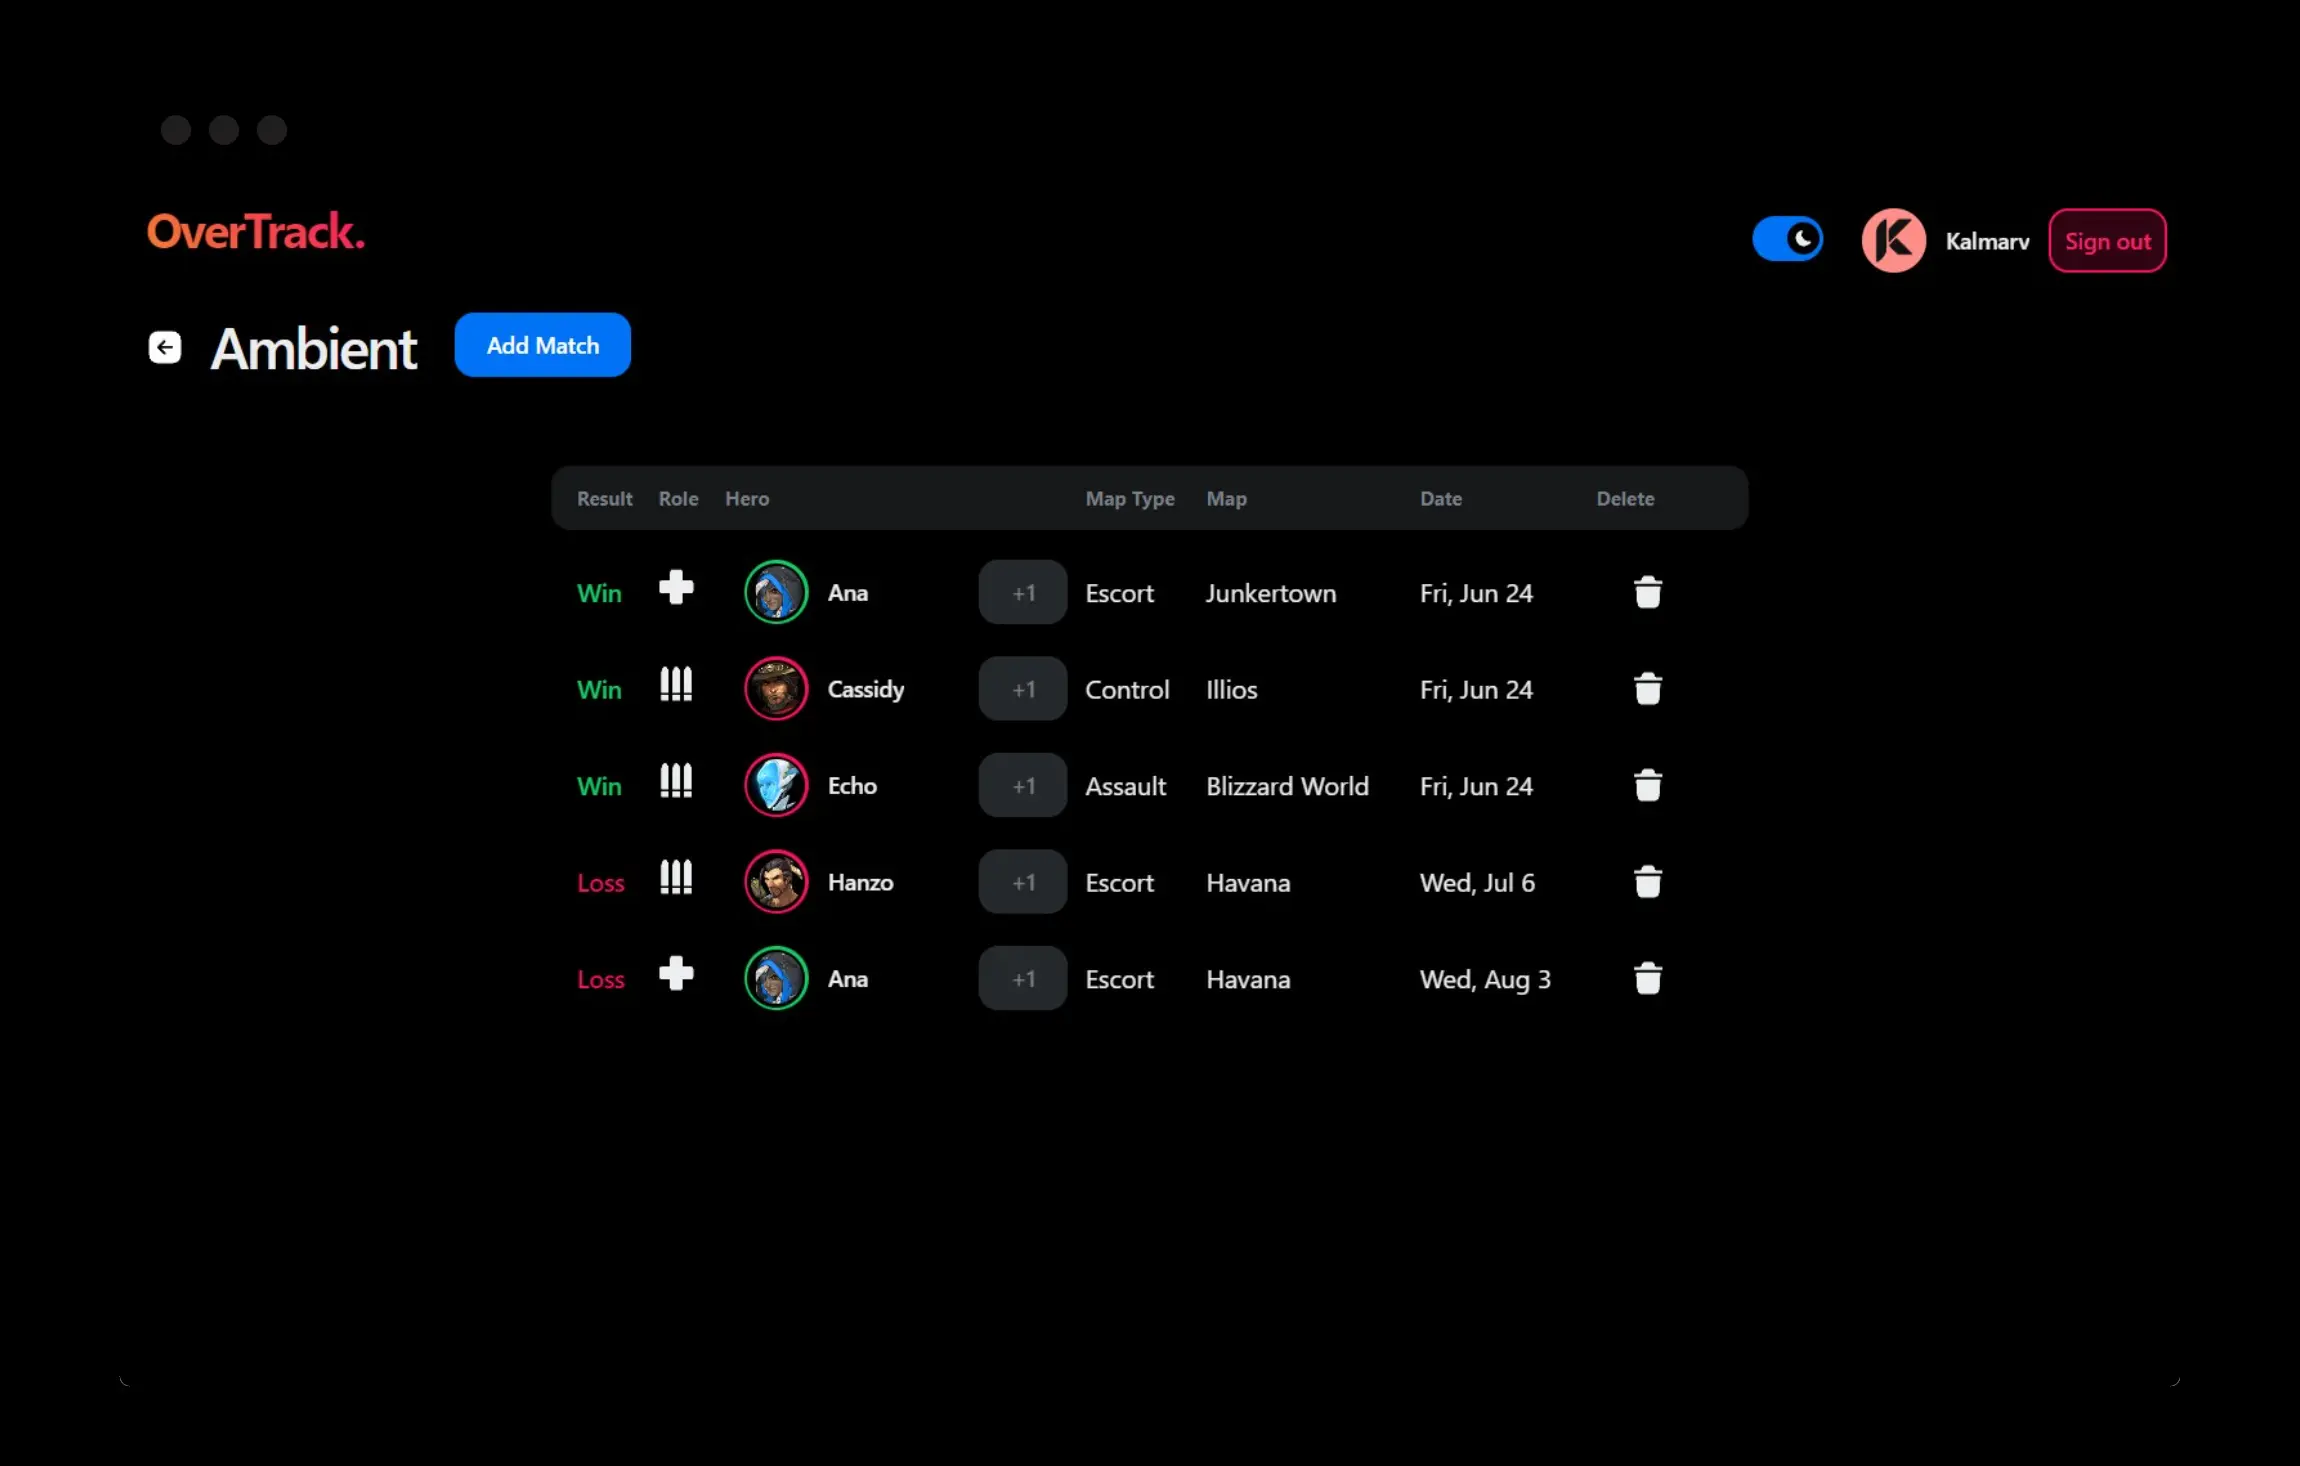 OverTrack.
Kalmarv
Sign out
Ambient
Add Match
Result Role Hero Map Type Map Date Delete
Win Ana +1 Escort Junkertown Fri, Jun 24
Win Cassidy +1 Control Illios Fri, Jun 24
Win Echo +1 Assault Blizzard World Fri, Jun 24
Loss Hanzo +1 Escort Havana Wed, Jul 6
Loss Ana +1 Escort Havana Wed, Aug 3